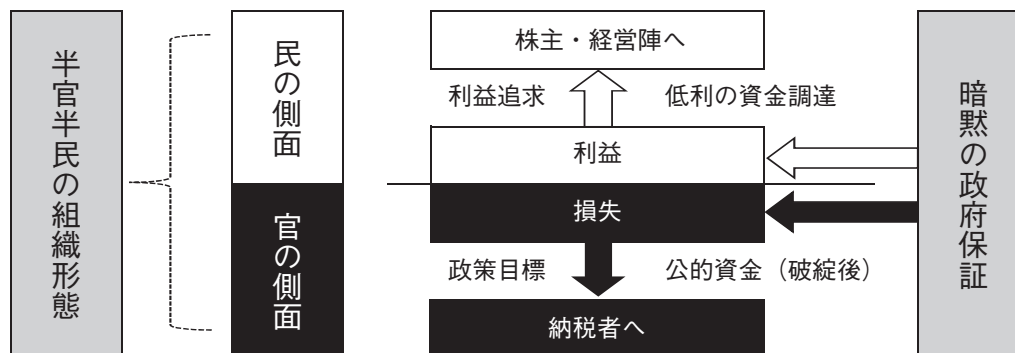 半官半民の組織形態
民の側面
官の側面
株主・経営陣へ
利益追求
低利の資金調達
利益
損失
政策目標
公的資金（破綻後）
納税者へ
暗黙の政府保証